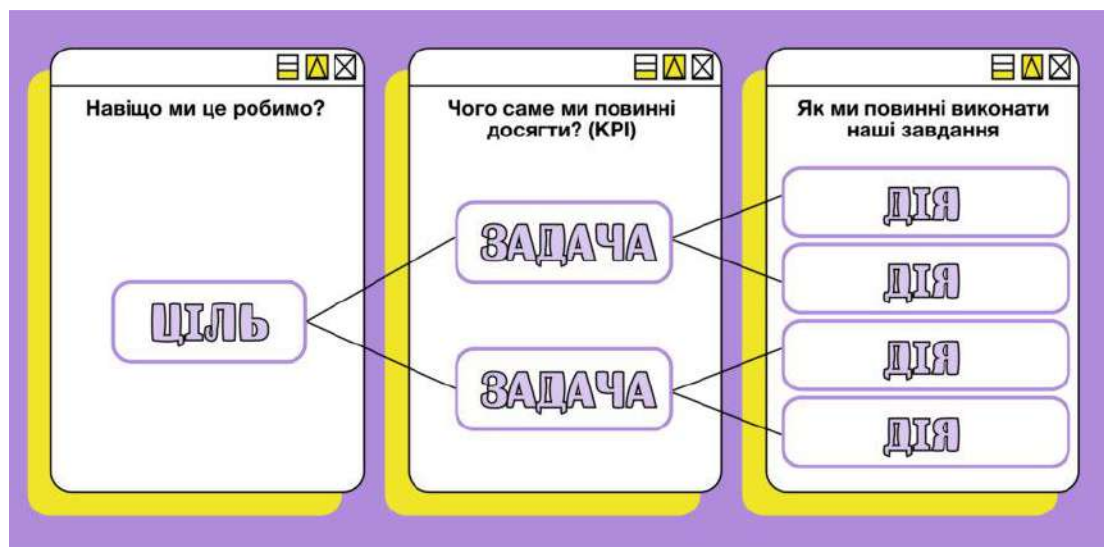 Навіщо ми це робимо?
ЦІЛЬ
Чого саме ми повинні
досягти? (KPI)
ЗАДАЧА
ЗАДАЧА
Як ми повинні виконати
наші завдання
ДІЯ
ДІЯ
ДІЯ
ДІЯ